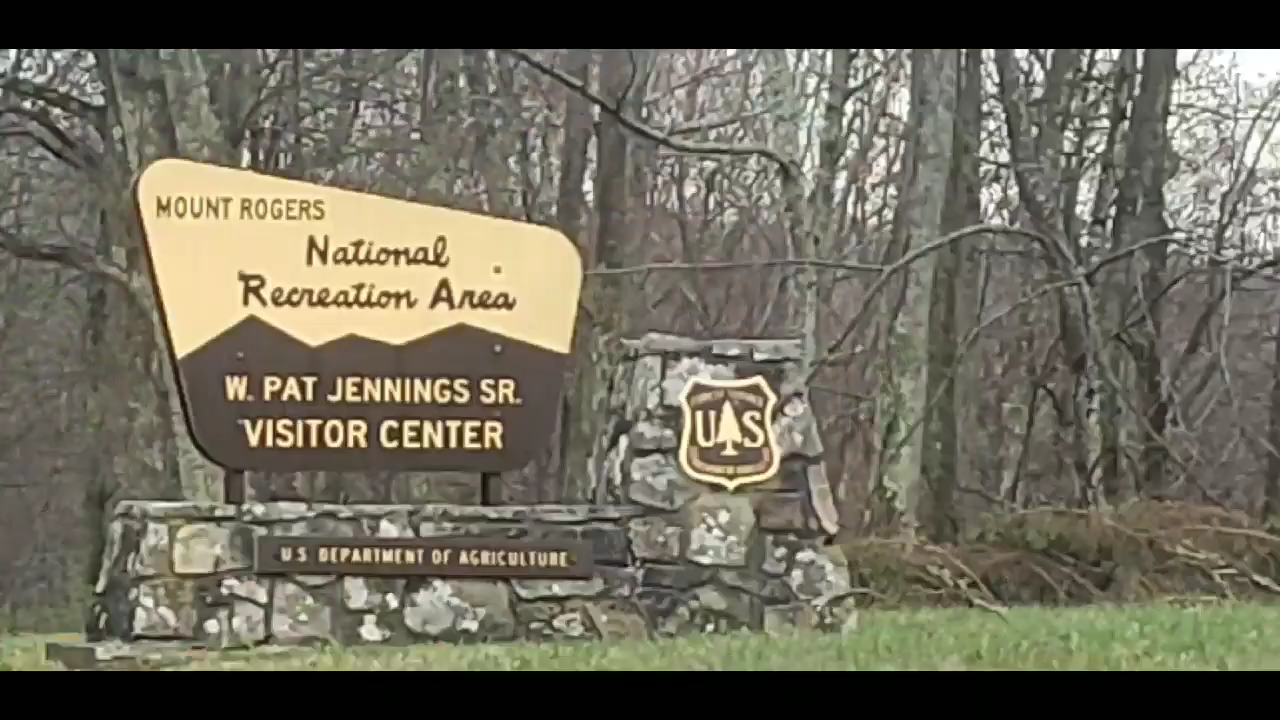 MOUNT ROGERS
National
Recreation Area
W. PAT JENNINGS SR.
VISITOR CENTER
US
U.S DEPARTMENT OF AGRICULTURE